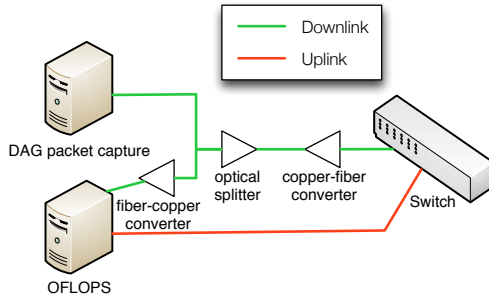 Downlink
Uplink
DAG packet capture
optical
splitter
copper-fiber
converter
fiber-copper
converter
Switch
OFLOPS